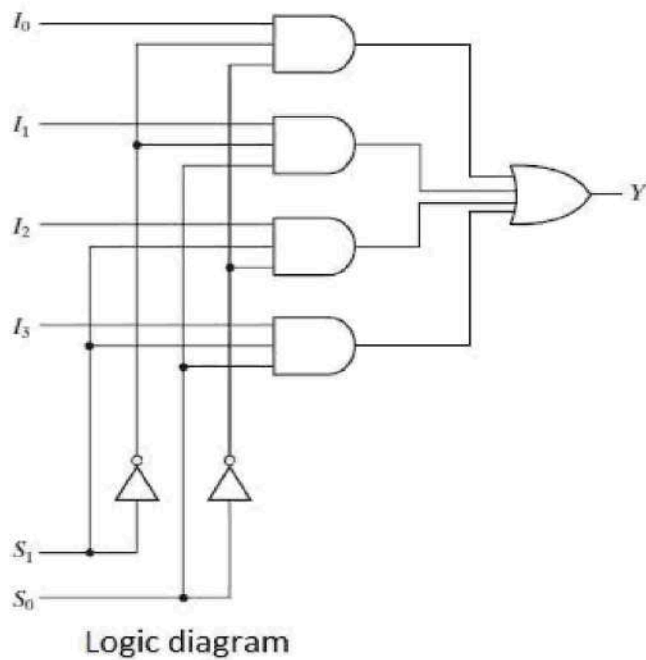 I₀
I₁
Y
I₂
I₃
S₁
S₀
Logic diagram